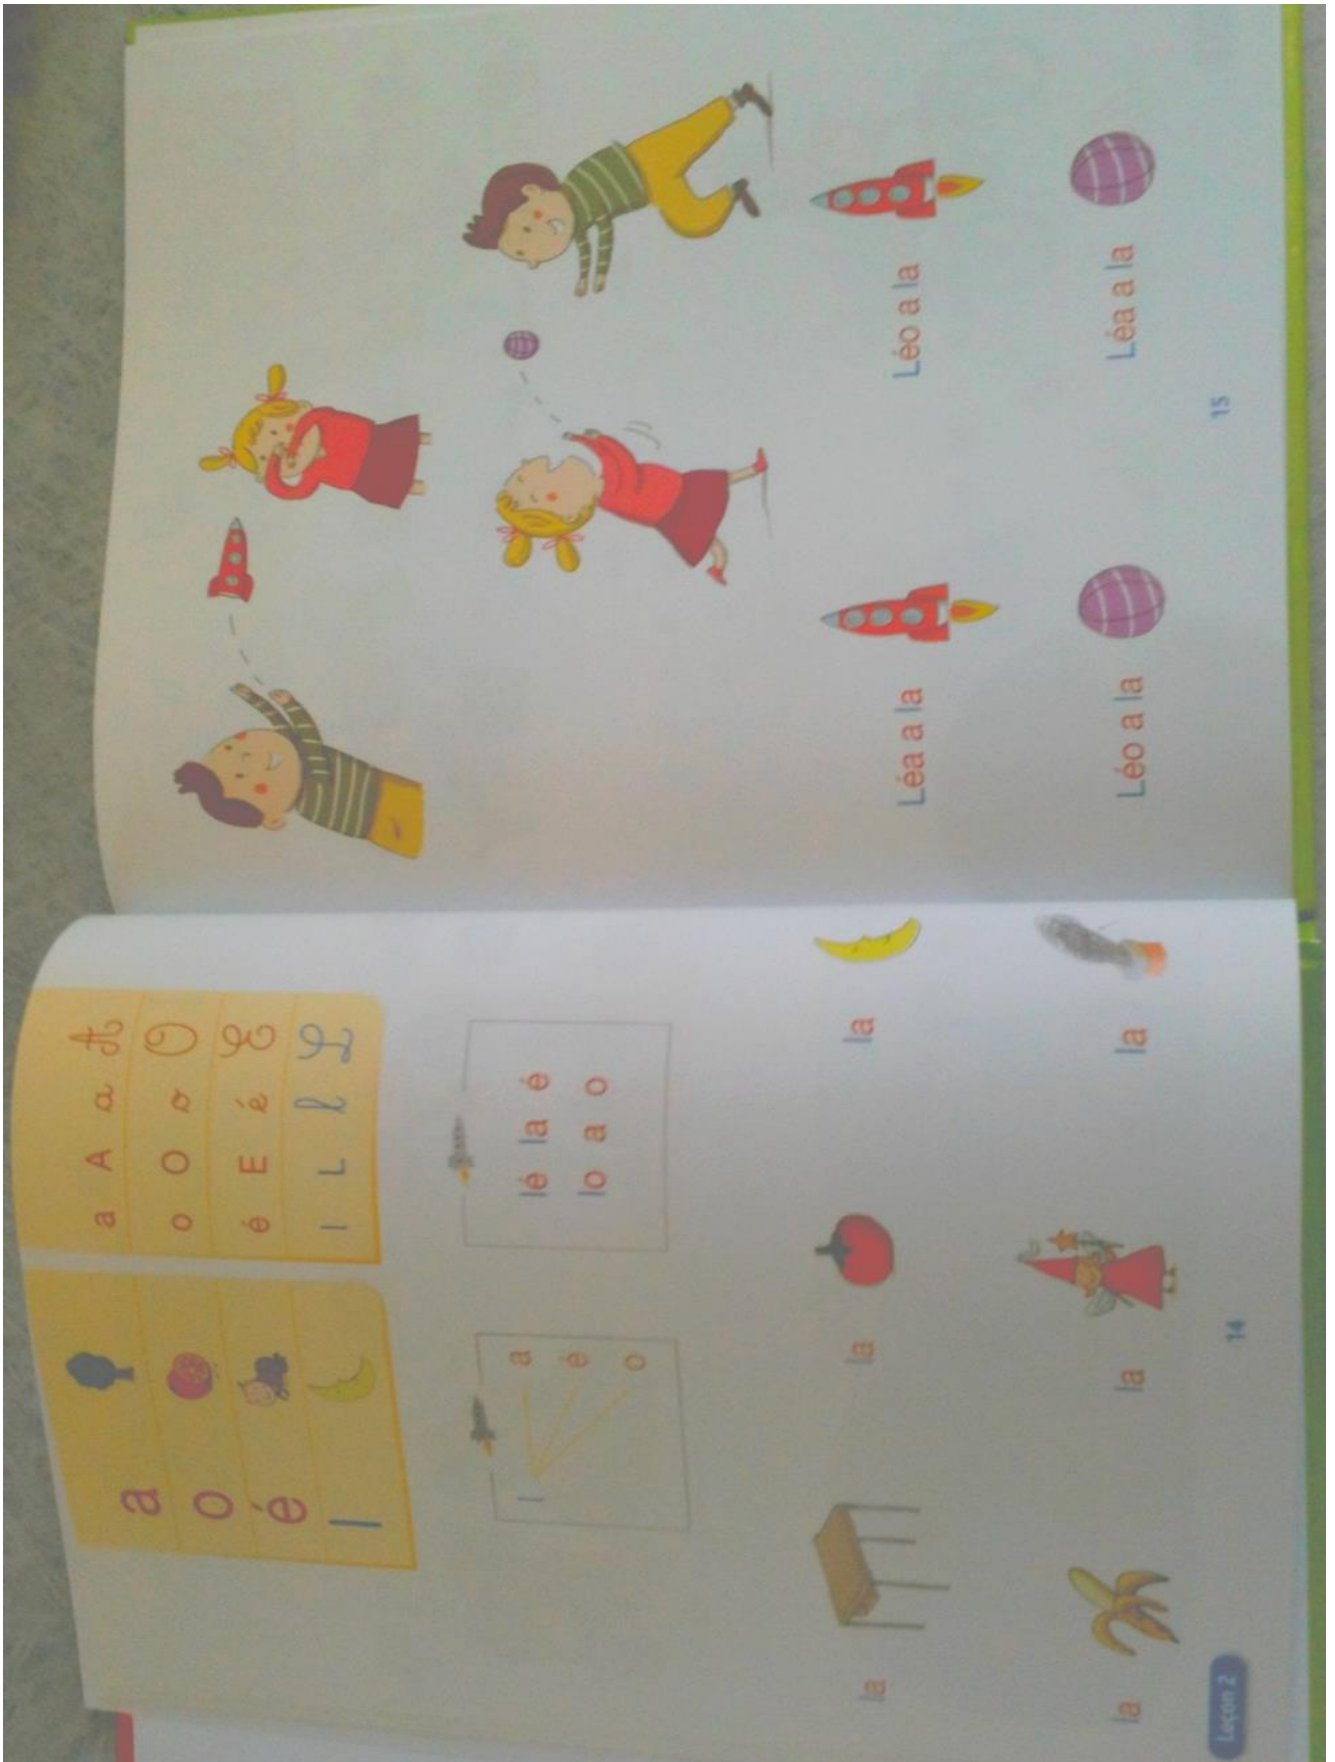 a
o
é
l
a A a A
o O o O
é E é E
l L l L
l a
é
o
lé la é
lo a o
la la la
la la la
Leçon 2
14
Léa a la Léo a la
Léo a la Léa a la
15